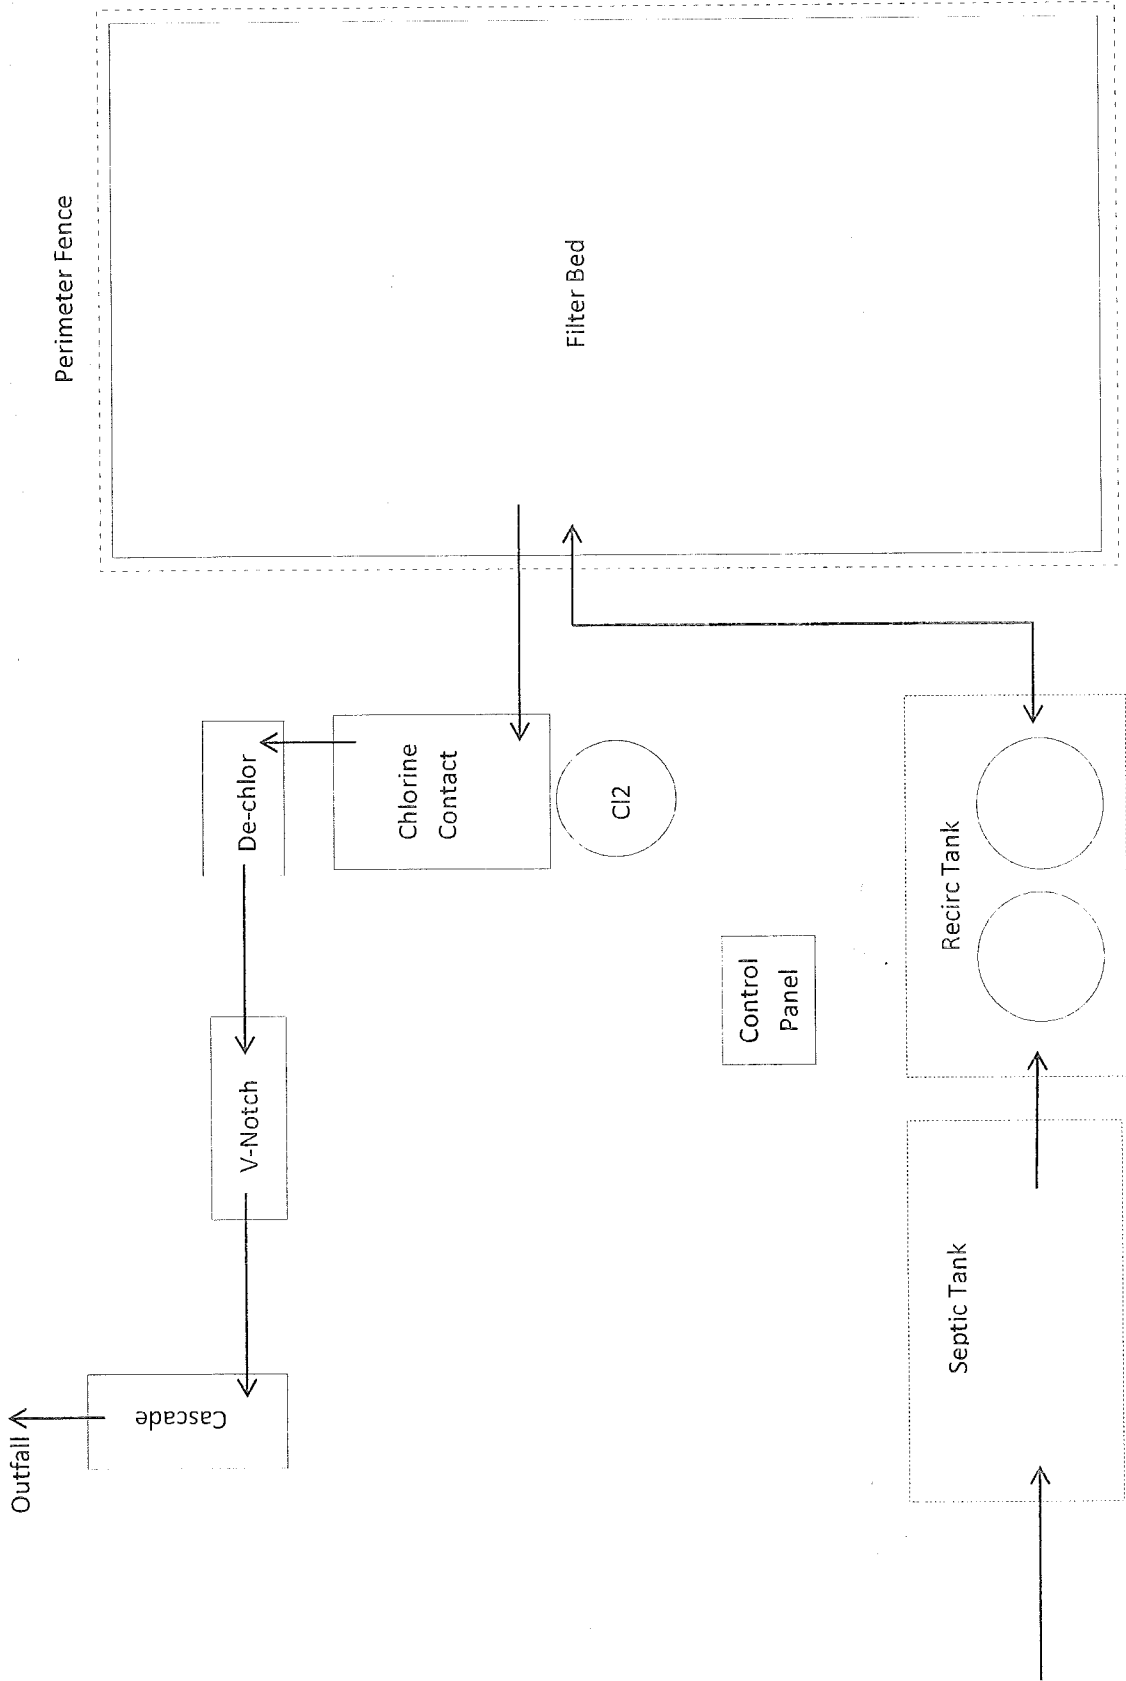 Perimeter Fence
Filter Bed
De-chlor
Chlorine
Contact
Cl2
Recirc Tank
Control
Panel
V-Notch
Septic Tank
Cascade
Outfall